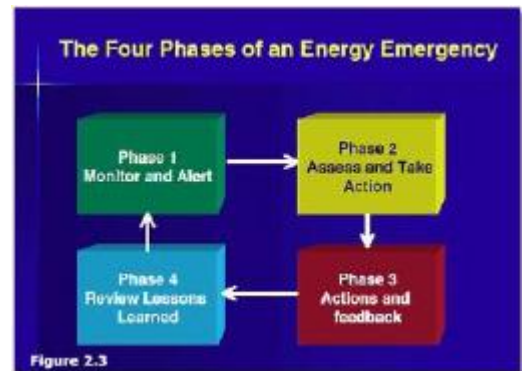 The Four Phases of an Energy Emergency
Phase 1
Monitor and Alert
Phase 2
Assess and Take
Action
Phase 4
Review Lessons
Learned
Phase 3
Actions and
feedback
Figure 2.3